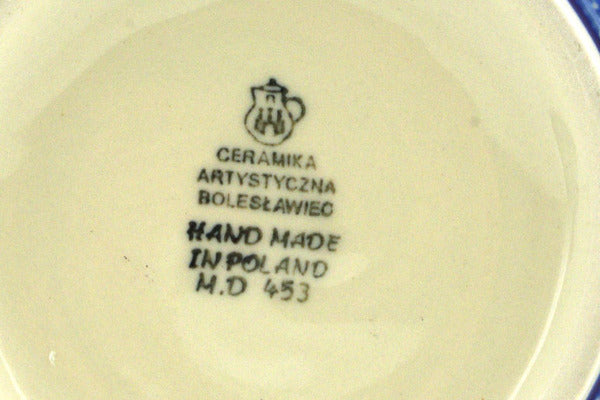 CERAMIKA
ARTYSTYCZNA
BOLESŁAWIEC
HAND MADE
IN POLAND
M.D 453